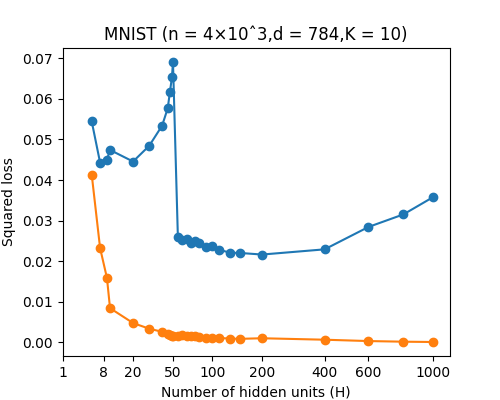 MNIST (n = 4×10ˆ3,d = 784,K = 10)
0.07
0.06
0.05
0.04
0.03
0.02
0.01
0.00
Squared loss
1 8 20 50 100 200 400 600 1000
Number of hidden units (H)